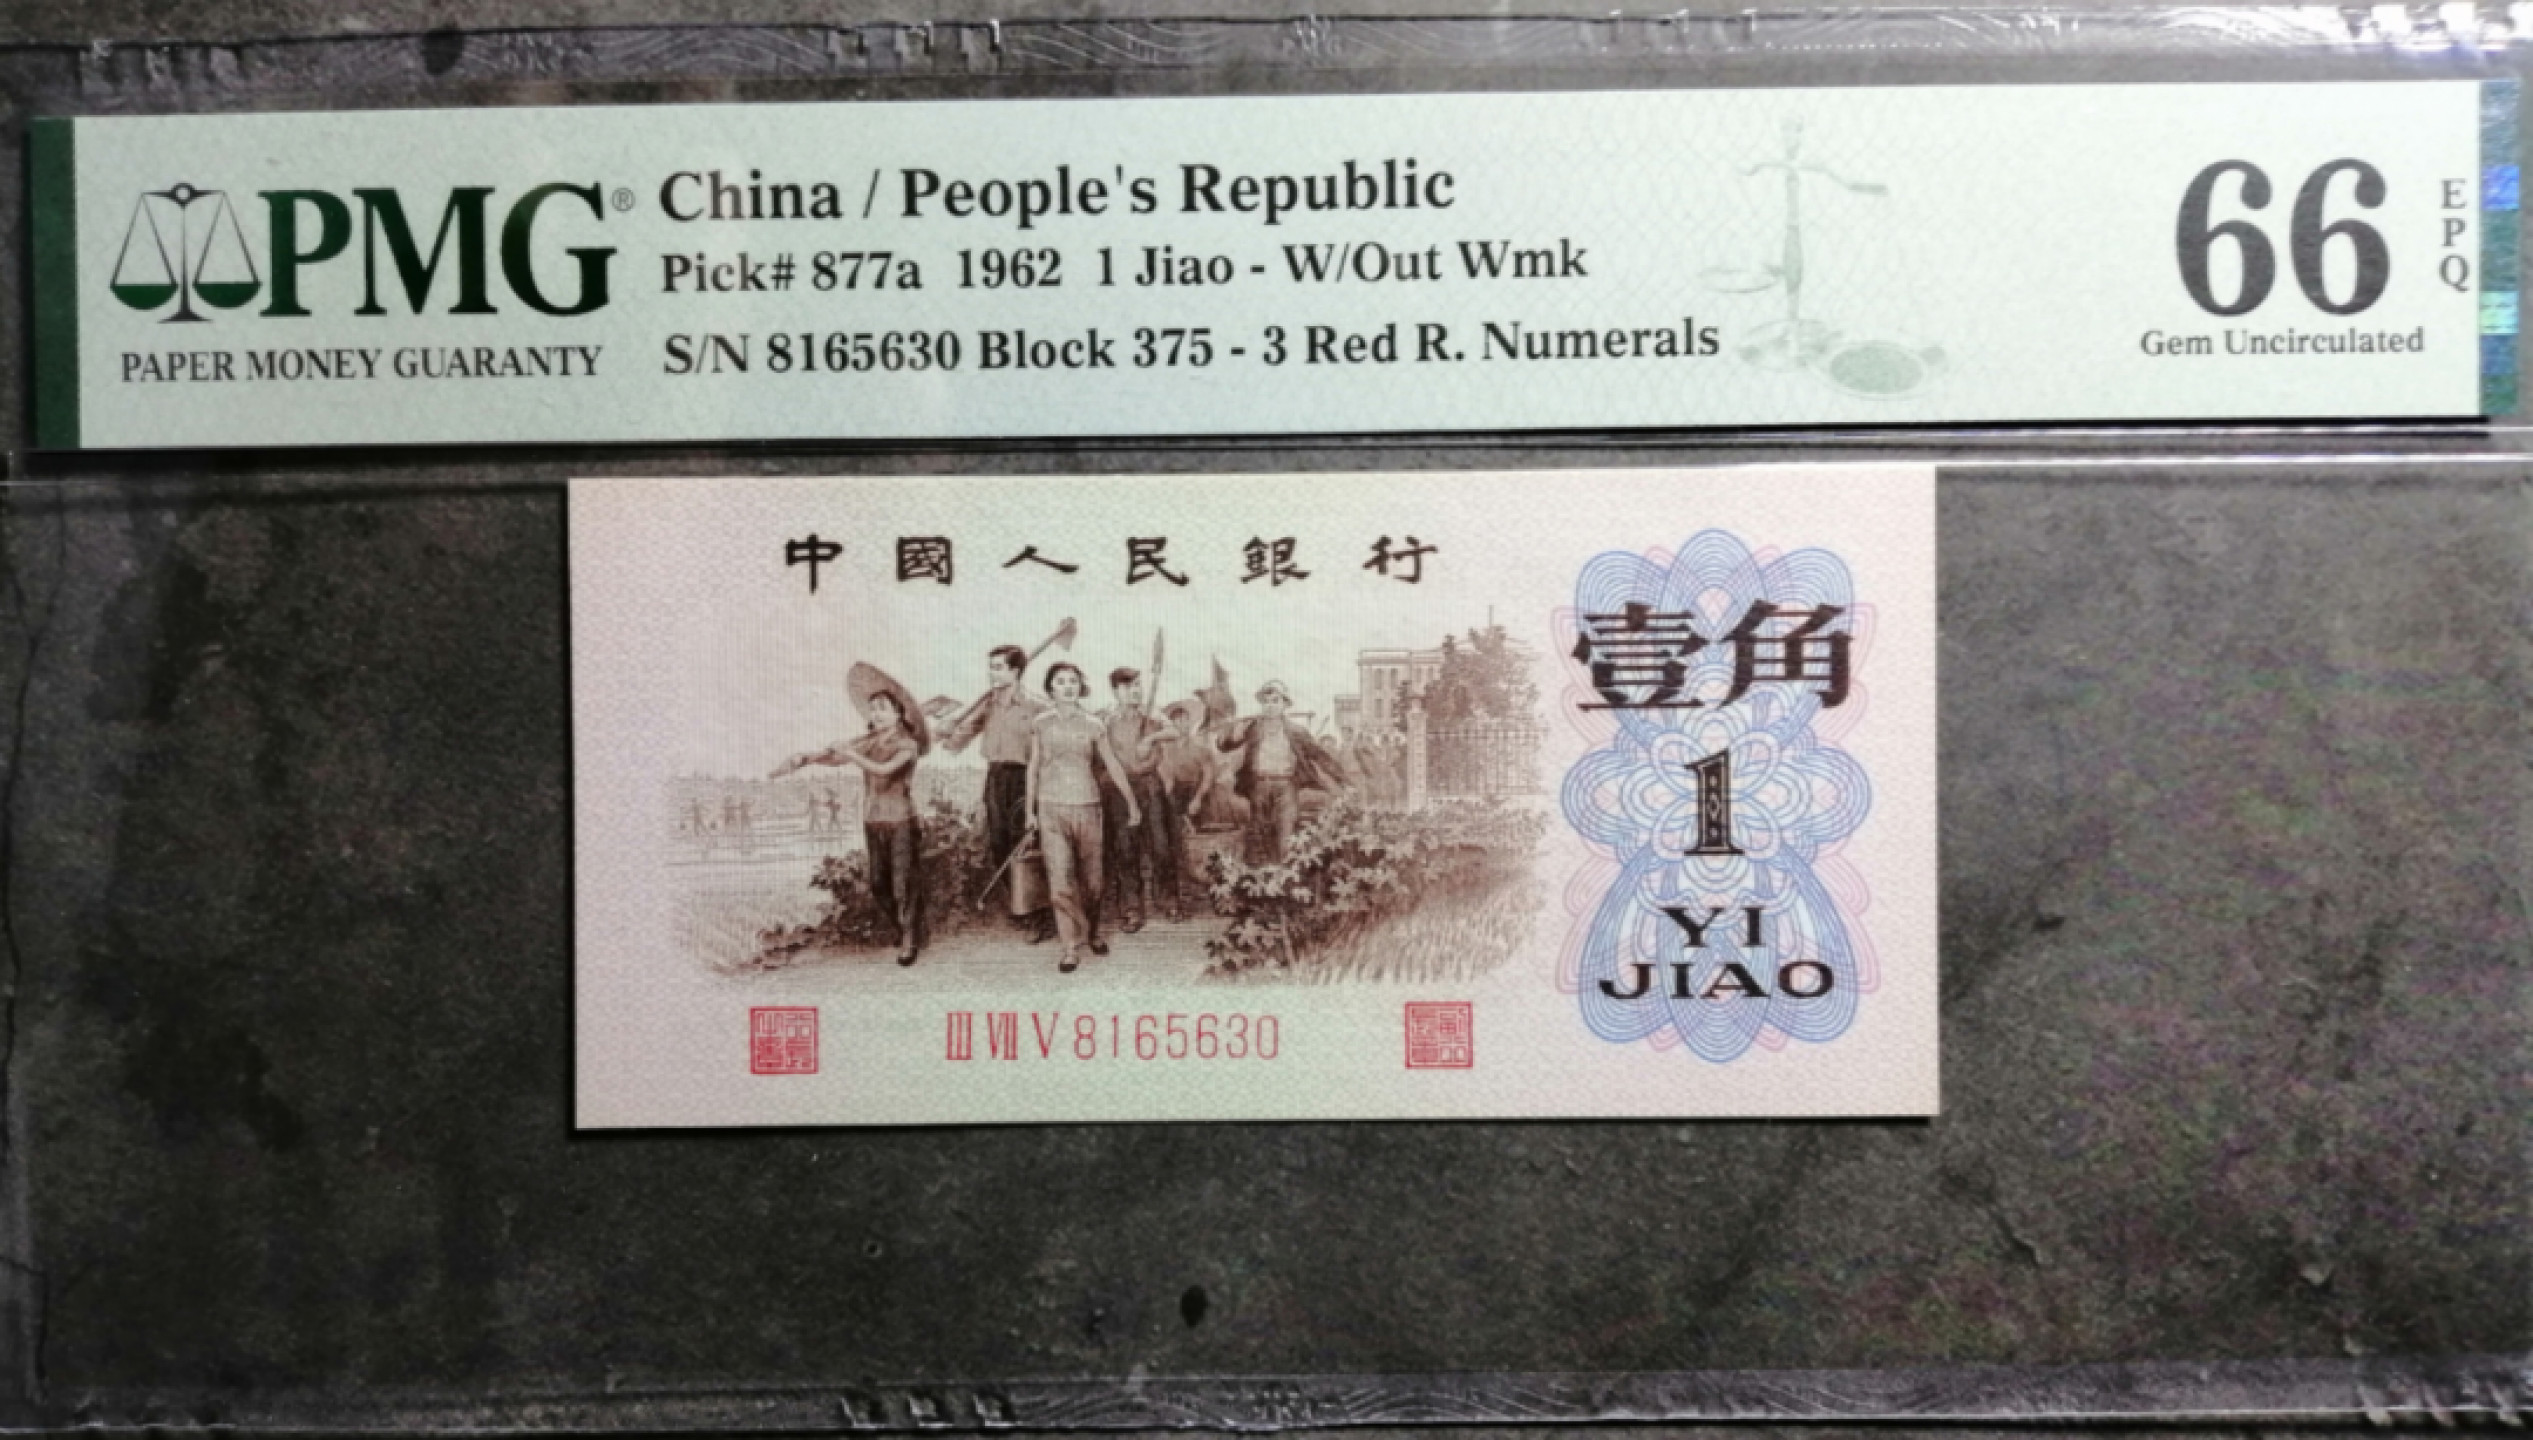 PMG®
PAPER MONEY GUARANTY
China / People's Republic
Pick# 877a 1962 1 Jiao - W/Out Wmk
S/N 8165630 Block 375 - 3 Red R. Numerals
66
EPQ
Gem Uncirculated
中國人民銀行
壹角
1
YI
JIAO
III VII V 8165630